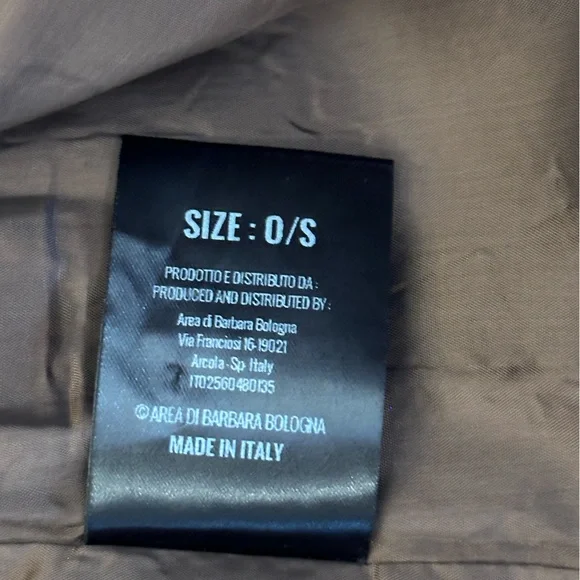 SIZE : O/S
PRODOTTO E DISTRIBUTO DA :
PRODUCED AND DISTRIBUTED BY :
Area di Barbara Bologna
Via Franciosi 16-19021
Arcola - Sp- Italy
IT02560480135
© AREA DI BARBARA BOLOGNA
MADE IN ITALY